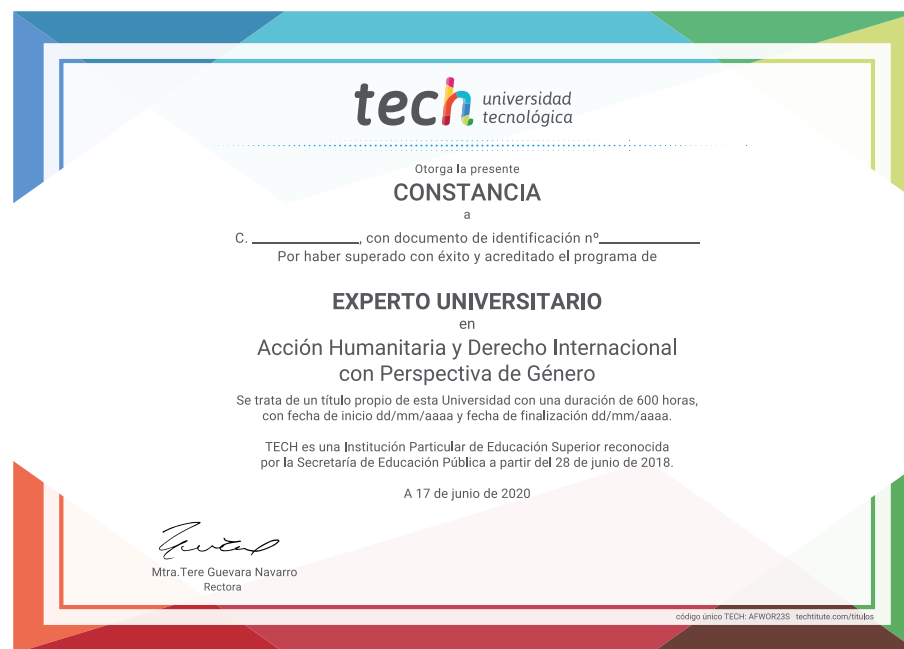 tech universidad
tecnológica
Otorga la presente
CONSTANCIA
a
C. ____________, con documento de identificación nº____________
Por haber superado con éxito y acreditado el programa de
EXPERTO UNIVERSITARIO
en
Acción Humanitaria y Derecho Internacional
con Perspectiva de Género
Se trata de un título propio de esta Universidad con una duración de 600 horas,
con fecha de inicio dd/mm/aaaa y fecha de finalización dd/mm/aaaa.
TECH es una Institución Particular de Educación Superior reconocida
por la Secretaría de Educación Pública a partir del 28 de junio de 2018.
A 17 de junio de 2020
Mtra.Tere Guevara Navarro
Rectora
código único TECH: AFWOR23S techtitute.com/titulos